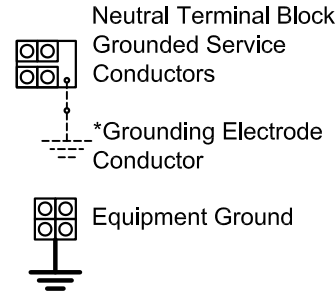 Neutral Terminal Block
Grounded Service
Conductors
*Grounding Electrode
Conductor
Equipment Ground